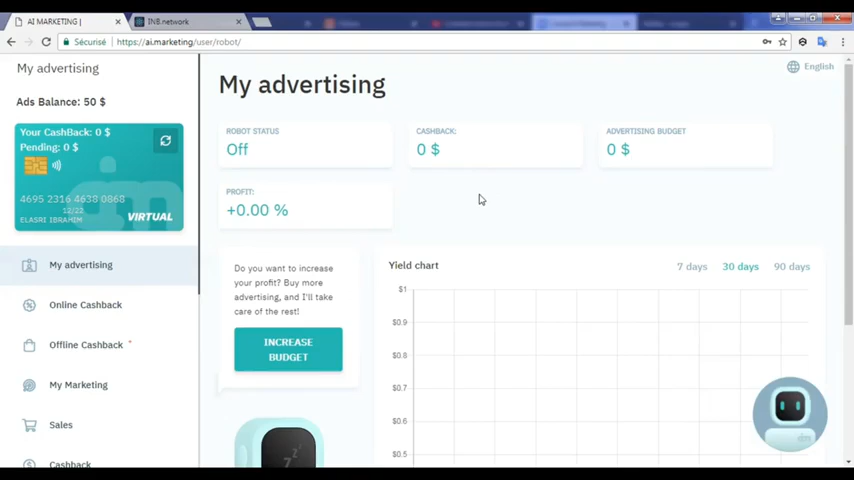 AI MARKETING |
IN8.network
Sécurisé
https://ai.marketing/user/robot/
My advertising
Ads Balance: 50 $
Your CashBack: 0 $
Pending: 0 $
4695 2316 4638 0868
12/22
ELASRI IBRAHIM
VIRTUAL
My advertising
Online Cashback
Offline Cashback
My Marketing
Sales
Cashback
English
My advertising
ROBOT STATUS
Off
CASHBACK:
0 $
ADVERTISING BUDGET
0 $
PROFIT:
+0.00 %
Do you want to increase
your profit? Buy more
advertising, and I'll take
care of the rest!
INCREASE
BUDGET
Yield chart
7 days
30 days
90 days
$1
$0.9
$0.8
$0.7
$0.6
$0.5